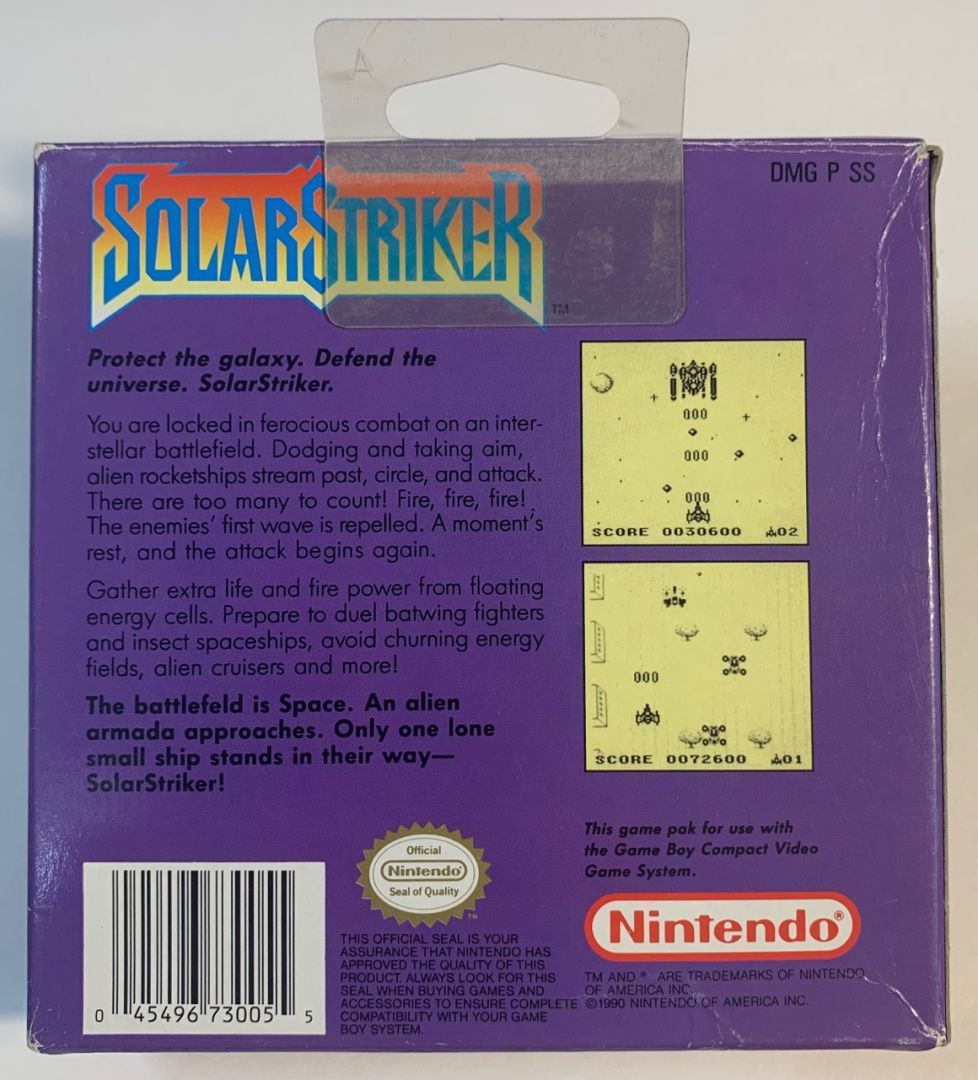 A
DMG P SS
SOLARSTRIKER
TM
Protect the galaxy. Defend the
universe. SolarStriker.
You are locked in ferocious combat on an inter-
stellar battlefield. Dodging and taking aim,
alien rocketships stream past, circle, and attack.
There are too many to count! Fire, fire, fire!
The enemies' first wave is repelled. A moment's
rest, and the attack begins again.
Gather extra life and fire power from floating
energy cells. Prepare to duel batwing fighters
and insect spaceships, avoid churning energy
fields, alien cruisers and more!
The battlefeld is Space. An alien
armada approaches. Only one lone
small ship stands in their way—
SolarStriker!
SCORE 0030600 02
SCORE 0072600 01
This game pak for use with
the Game Boy Compact Video
Game System.
Nintendo®
TM AND ® ARE TRADEMARKS OF NINTENDO
OF AMERICA INC.
©1990 NINTENDO OF AMERICA INC.
Official
Nintendo®
Seal of Quality
TM
THIS OFFICIAL SEAL IS YOUR
ASSURANCE THAT NINTENDO HAS
APPROVED THE QUALITY OF THIS
PRODUCT. ALWAYS LOOK FOR THIS
SEAL WHEN BUYING GAMES AND
ACCESSORIES TO ENSURE COMPLETE
COMPATIBILITY WITH YOUR GAME
BOY SYSTEM.
0 45496 73005 5